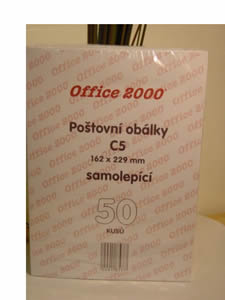 Office 2000
Poštovní obálky
C5
162 x 229 mm
samolepící
50
KUSŮ